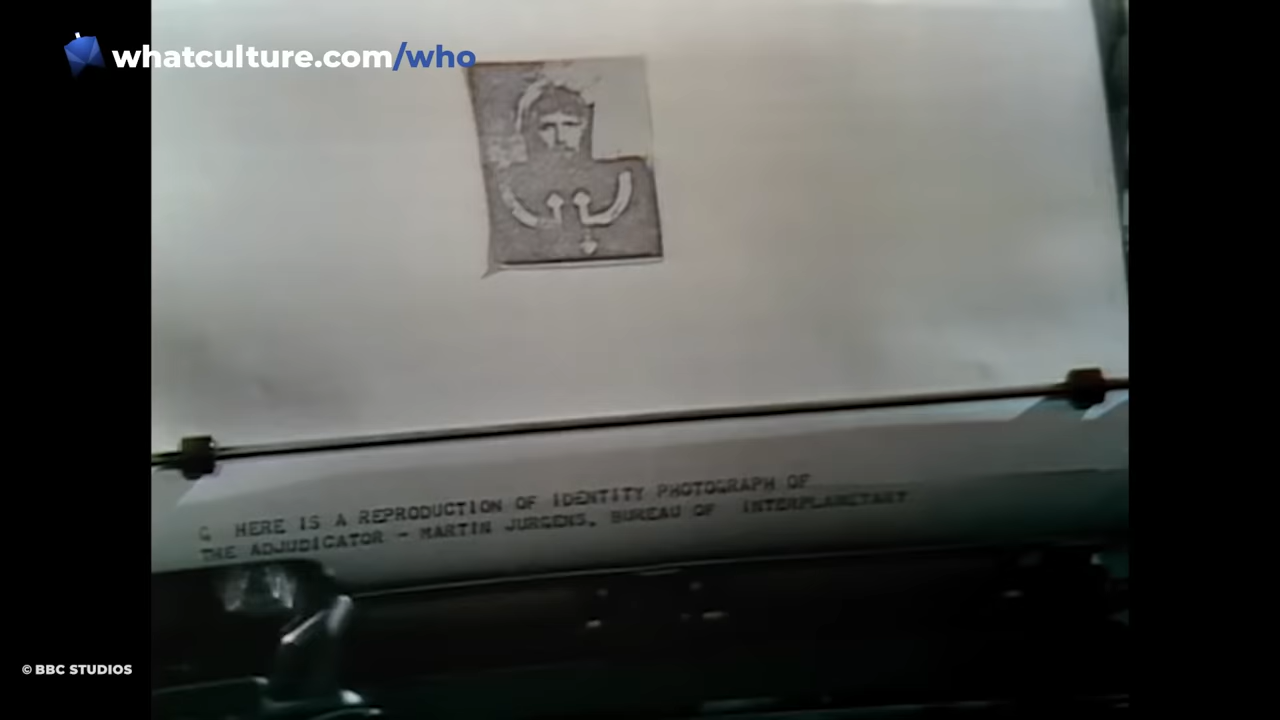 whatculture.com/who
G HERE IS A REPRODUCTION OF IDENTITY PHOTOGRAPH OF
THE ADJUDICATOR - MARTIN JURGENS. BUREAU OF INTERPLANETARY
© BBC STUDIOS